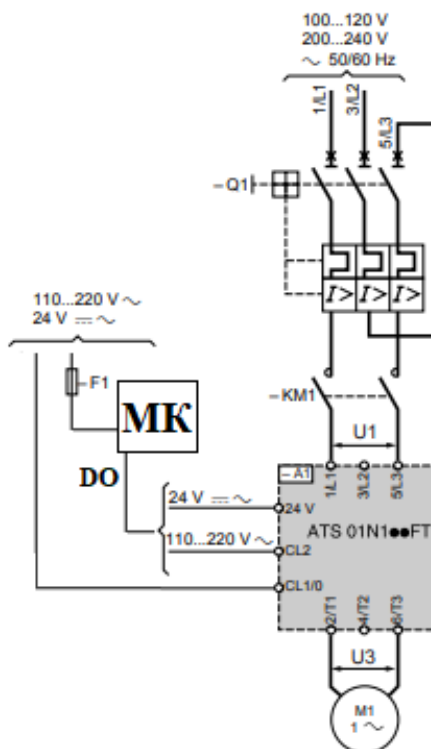 100...120 V
200...240 V
∼ 50/60 Hz
1/L1
3/L2
5/L3
– Q1
I> I> I>
110...220 V ∼
24 V ⎓ ∼
– F1
МК
– KM1
U1
DO
– A1
1/L1
3/L2
5/L3
24 V ⎓ ∼
24 V
ATS 01N1●●FT
110...220 V ∼
CL2
CL1/0
2/T1
4/T2
6/T3
U3
M1
1 ∼